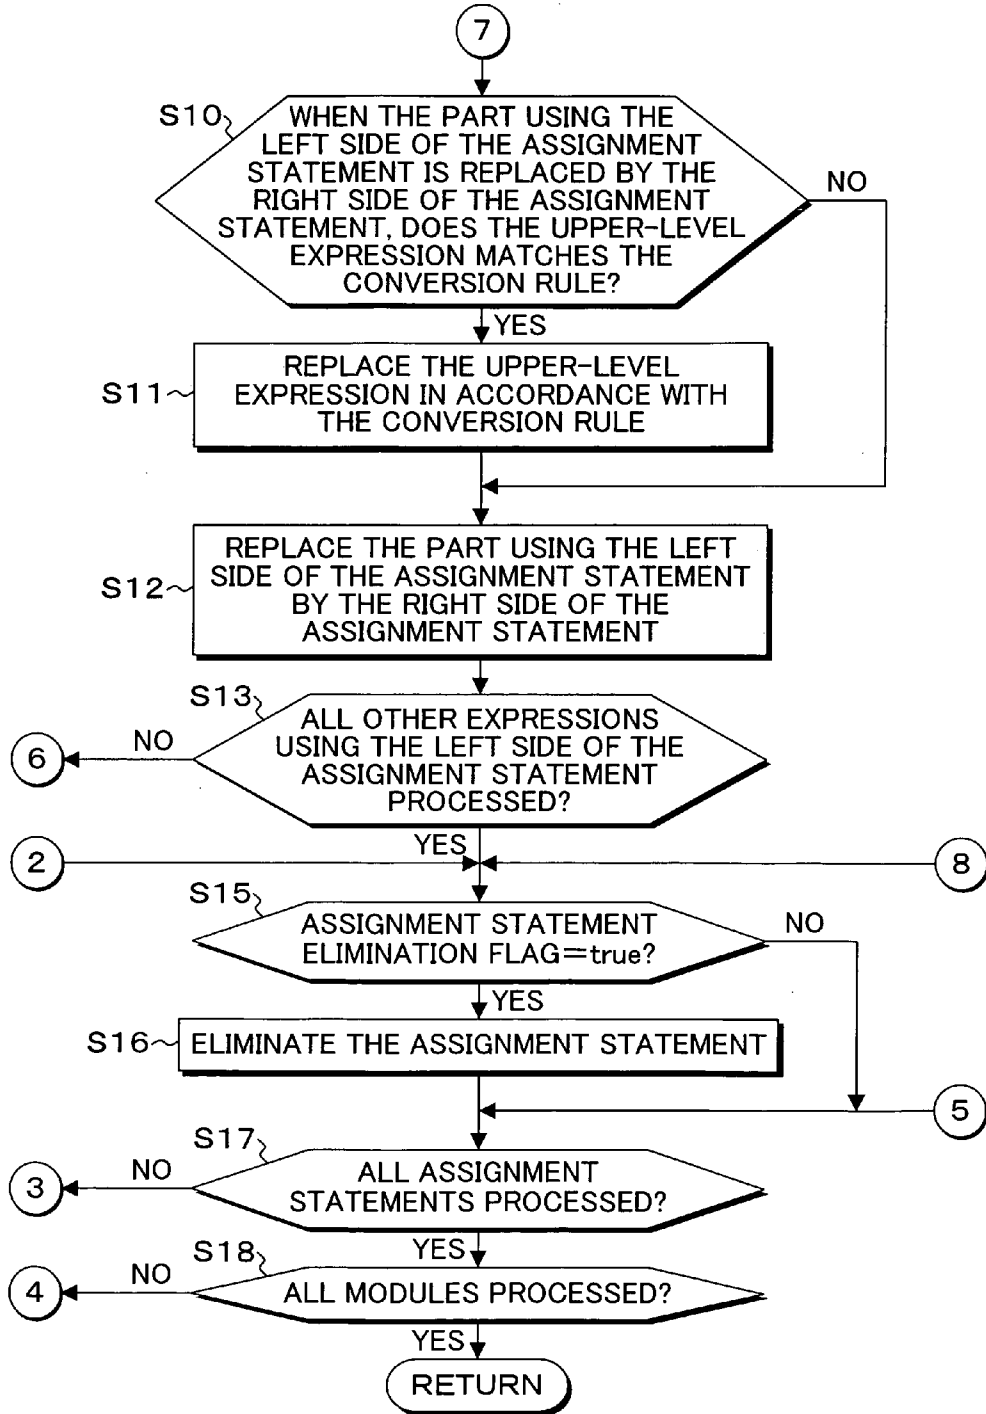 7
S10
WHEN THE PART USING THE
LEFT SIDE OF THE ASSIGNMENT
STATEMENT IS REPLACED BY THE
RIGHT SIDE OF THE ASSIGNMENT
STATEMENT, DOES THE UPPER-LEVEL
EXPRESSION MATCHES THE
CONVERSION RULE?
NO
YES
S11
REPLACE THE UPPER-LEVEL
EXPRESSION IN ACCORDANCE WITH
THE CONVERSION RULE
S12
REPLACE THE PART USING THE LEFT
SIDE OF THE ASSIGNMENT STATEMENT
BY THE RIGHT SIDE OF THE
ASSIGNMENT STATEMENT
S13
ALL OTHER EXPRESSIONS
USING THE LEFT SIDE OF THE
ASSIGNMENT STATEMENT
PROCESSED?
NO
6
YES
2
8
S15
ASSIGNMENT STATEMENT
ELIMINATION FLAG=true?
NO
YES
S16
ELIMINATE THE ASSIGNMENT STATEMENT
5
S17
ALL ASSIGNMENT
STATEMENTS PROCESSED?
NO
3
YES
S18
ALL MODULES PROCESSED?
NO
4
YES
RETURN